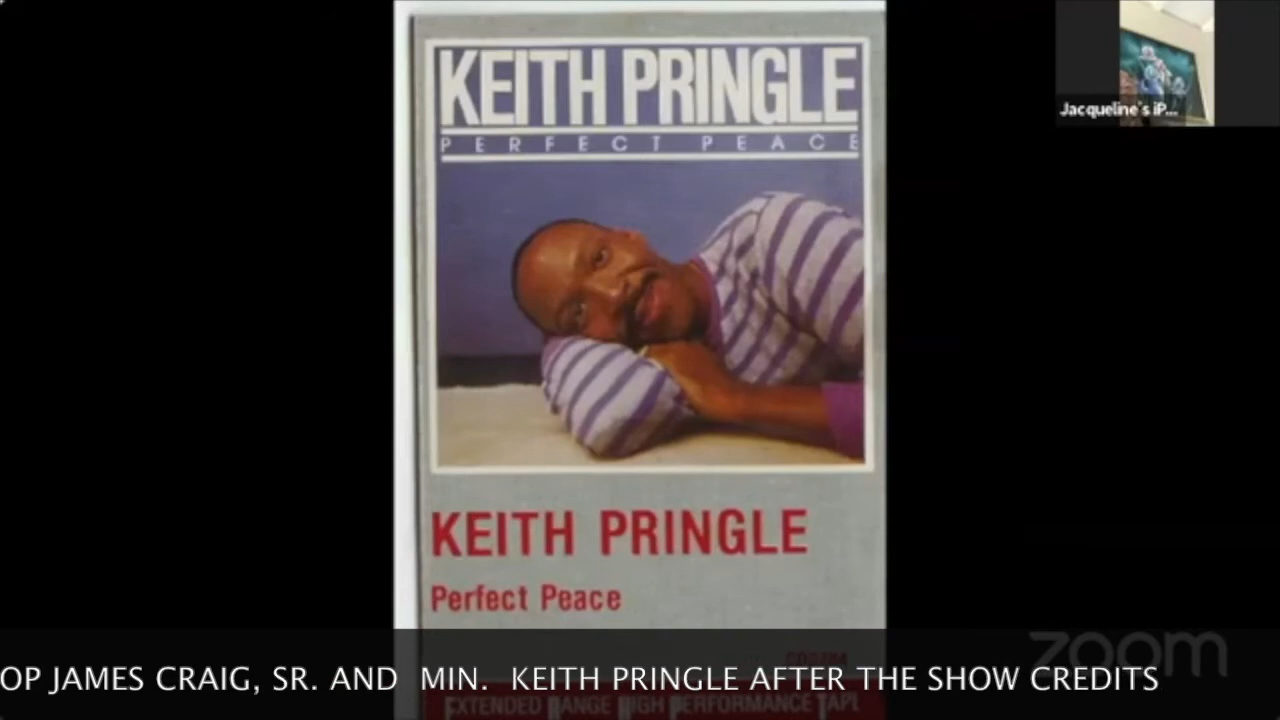 KEITH PRINGLE
PERFECT PEACE
Jacqueline's iP...
KEITH PRINGLE
Perfect Peace
zoom
OP JAMES CRAIG, SR. AND MIN. KEITH PRINGLE AFTER THE SHOW CREDITS
EXTENDED RANGE HIGH PERFORMANCE TAPE